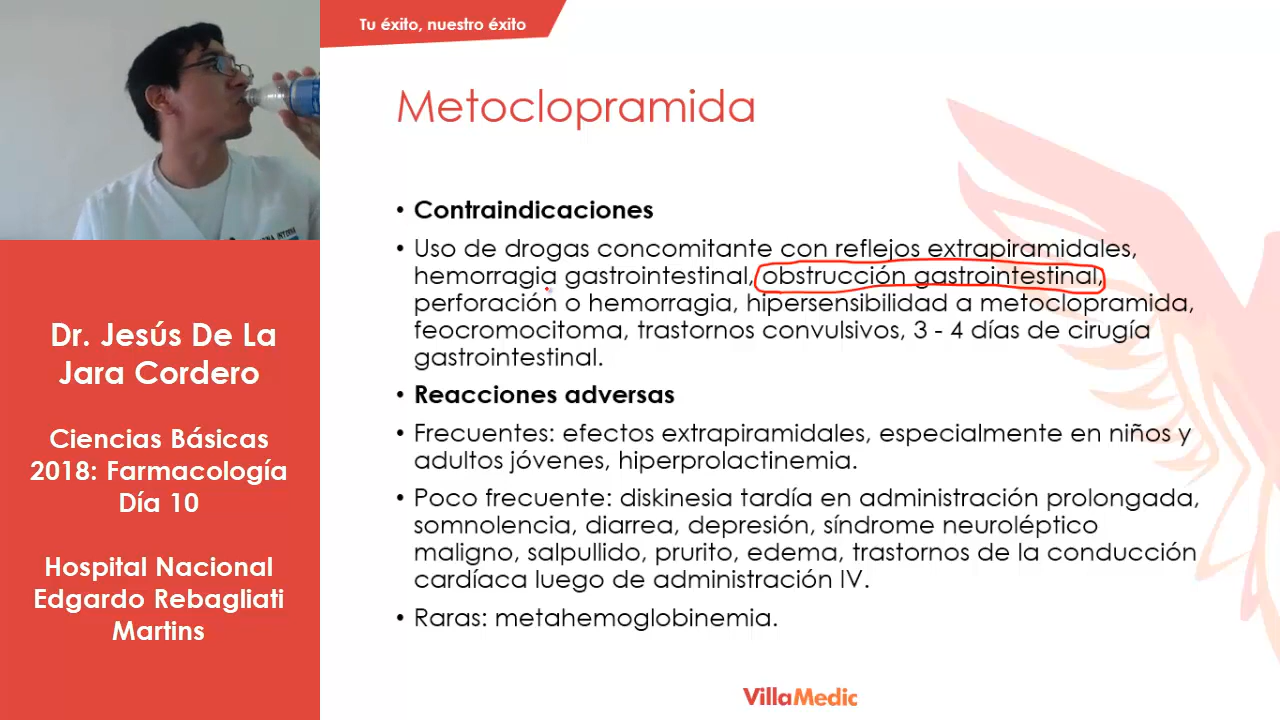 Tu éxito, nuestro éxito
Metoclopramida
• Contraindicaciones
• Uso de drogas concomitante con reflejos extrapiramidales,
hemorragia gastrointestinal, obstrucción gastrointestinal,
perforación o hemorragia, hipersensibilidad a metoclopramida,
feocromocitoma, trastornos convulsivos, 3 - 4 días de cirugía
gastrointestinal.
• Reacciones adversas
• Frecuentes: efectos extrapiramidales, especialmente en niños y
adultos jóvenes, hiperprolactinemia.
• Poco frecuente: diskinesia tardía en administración prolongada,
somnolencia, diarrea, depresión, síndrome neuroléptico
maligno, salpullido, prurito, edema, trastornos de la conducción
cardíaca luego de administración IV.
• Raras: metahemoglobinemia.
Dr. Jesús De La
Jara Cordero
Ciencias Básicas
2018: Farmacología
Día 10
Hospital Nacional
Edgardo Rebagliati
Martins
VillaMedic